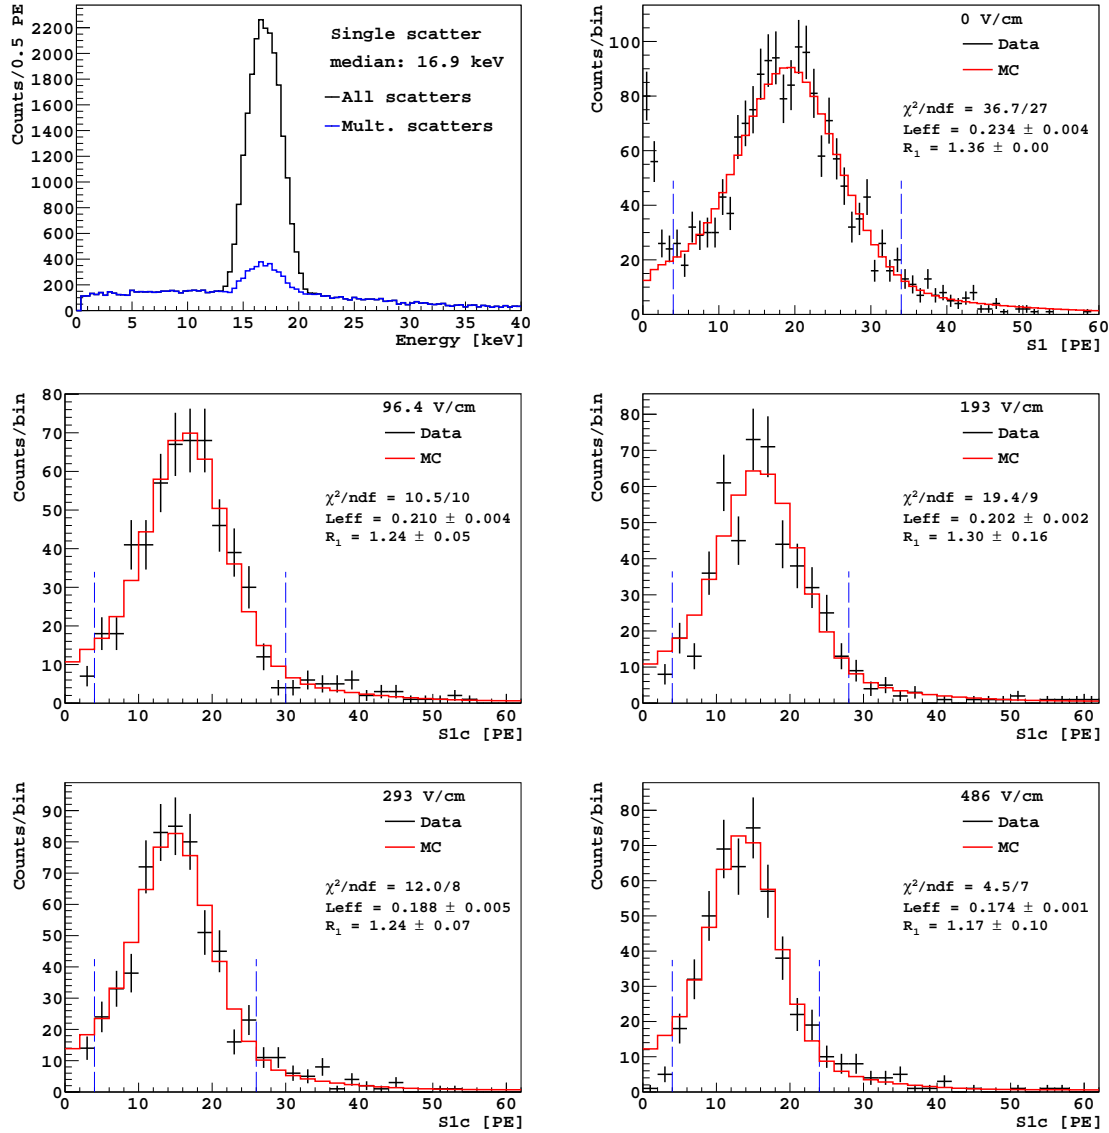 Counts/0.5 PE
2200
2000
1800
1600
1400
1200
1000
800
600
400
200
0
Single scatter
median: 16.9 keV
All scatters
Mult. scatters
0 5 10 15 20 25 30 35 40
Energy [keV]
Counts/bin
100
80
60
40
20
0
0 V/cm
Data
MC
χ²/ndf = 36.7/27
Leff = 0.234 ± 0.004
R₁ = 1.36 ± 0.00
0 10 20 30 40 50 60
S1 [PE]
Counts/bin
80
70
60
50
40
30
20
10
0
96.4 V/cm
Data
MC
χ²/ndf = 10.5/10
Leff = 0.210 ± 0.004
R₁ = 1.24 ± 0.05
0 10 20 30 40 50 60
S1c [PE]
Counts/bin
80
70
60
50
40
30
20
10
0
193 V/cm
Data
MC
χ²/ndf = 19.4/9
Leff = 0.202 ± 0.002
R₁ = 1.30 ± 0.16
0 10 20 30 40 50 60
S1c [PE]
Counts/bin
90
80
70
60
50
40
30
20
10
0
293 V/cm
Data
MC
χ²/ndf = 12.0/8
Leff = 0.188 ± 0.005
R₁ = 1.24 ± 0.07
0 10 20 30 40 50 60
S1c [PE]
Counts/bin
80
70
60
50
40
30
20
10
0
486 V/cm
Data
MC
χ²/ndf = 4.5/7
Leff = 0.174 ± 0.001
R₁ = 1.17 ± 0.10
0 10 20 30 40 50 60
S1c [PE]